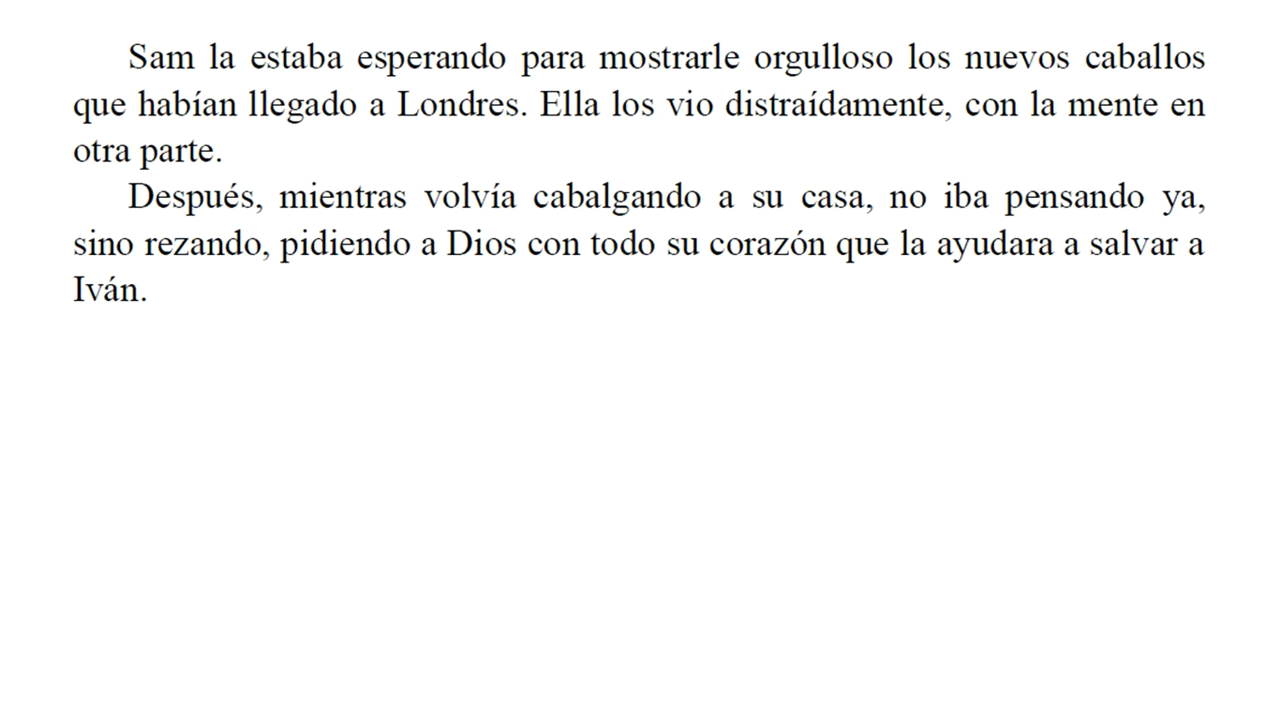 Sam la estaba esperando para mostrarle orgulloso los nuevos caballos
que habían llegado a Londres. Ella los vio distraídamente, con la mente en
otra parte.
Después, mientras volvía cabalgando a su casa, no iba pensando ya,
sino rezando, pidiendo a Dios con todo su corazón que la ayudara a salvar a
Iván.